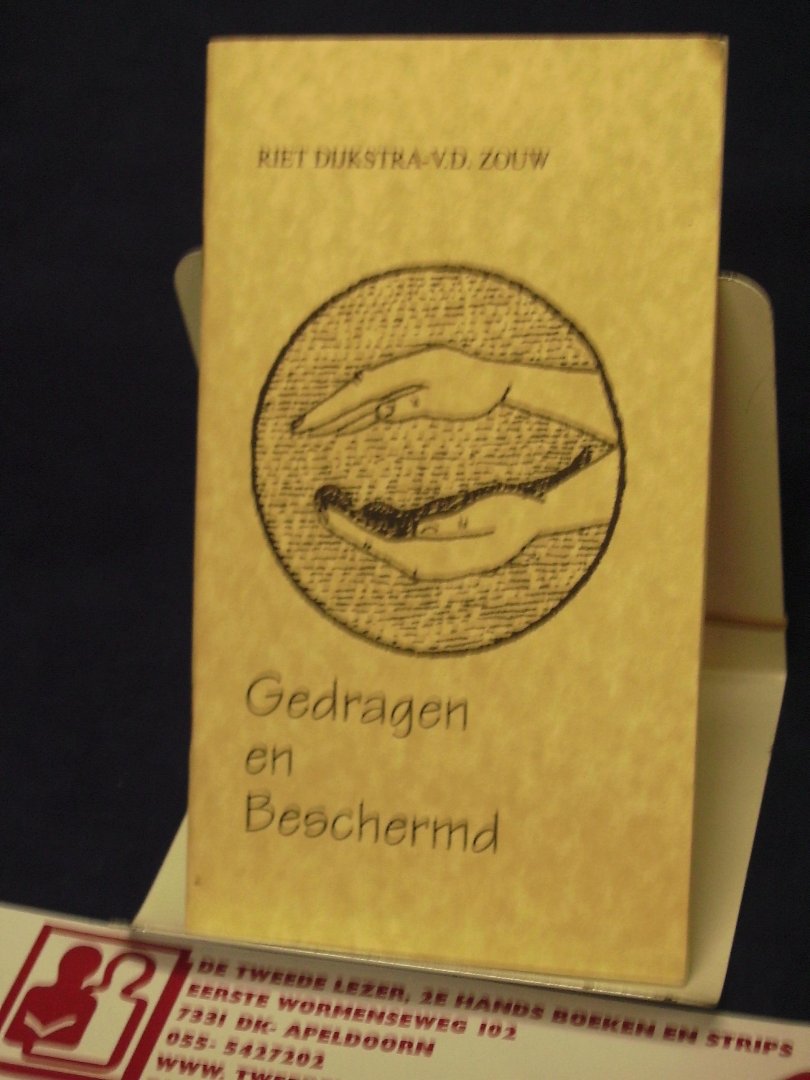 RIET DIJKSTRA-V.D. ZOUW
Gedragen
en
Beschermd
DE TWEEDE LEZER, 2E HANDS BOEKEN EN STRIPS
EERSTE WORMENSEWEG 102
7331 DK- APELDOORN
055- 5427202
WWW.